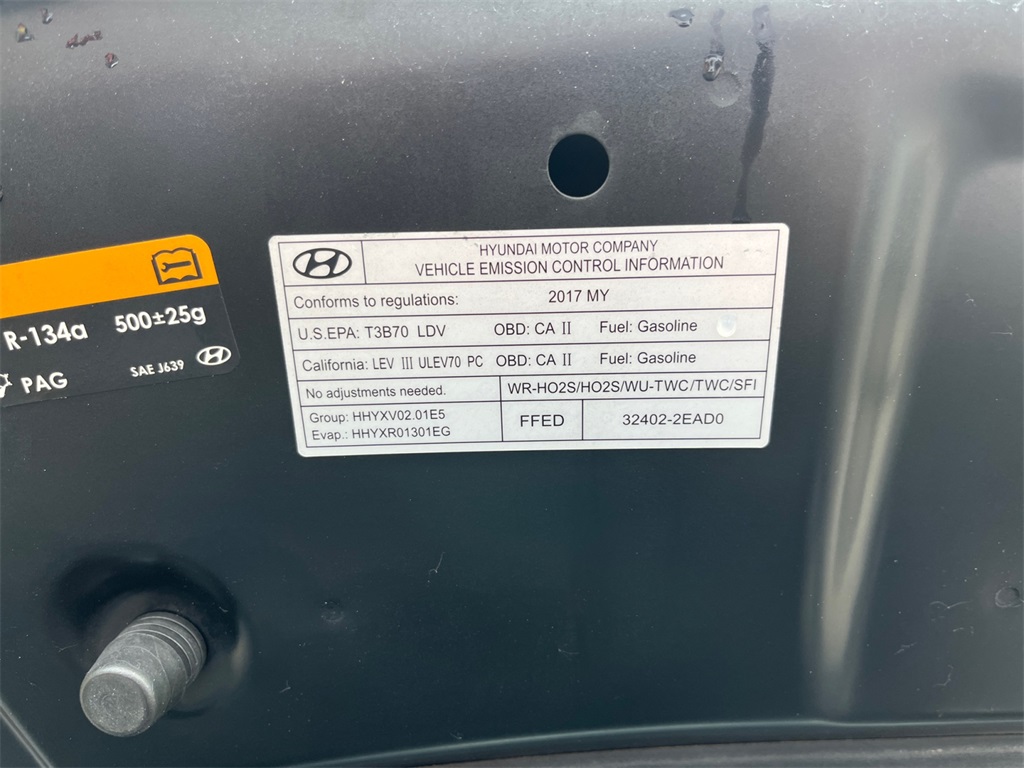 R-134a 500±25g
PAG SAE J639
HYUNDAI MOTOR COMPANY
VEHICLE EMISSION CONTROL INFORMATION
Conforms to regulations: 2017 MY
U.S.EPA: T3B70 LDV OBD: CA II Fuel: Gasoline
California: LEV III ULEV70 PC OBD: CA II Fuel: Gasoline
No adjustments needed. WR-HO2S/HO2S/WU-TWC/TWC/SFI
Group: HHYXV02.01E5
Evap.: HHYXR01301EG
FFED 32402-2EAD0